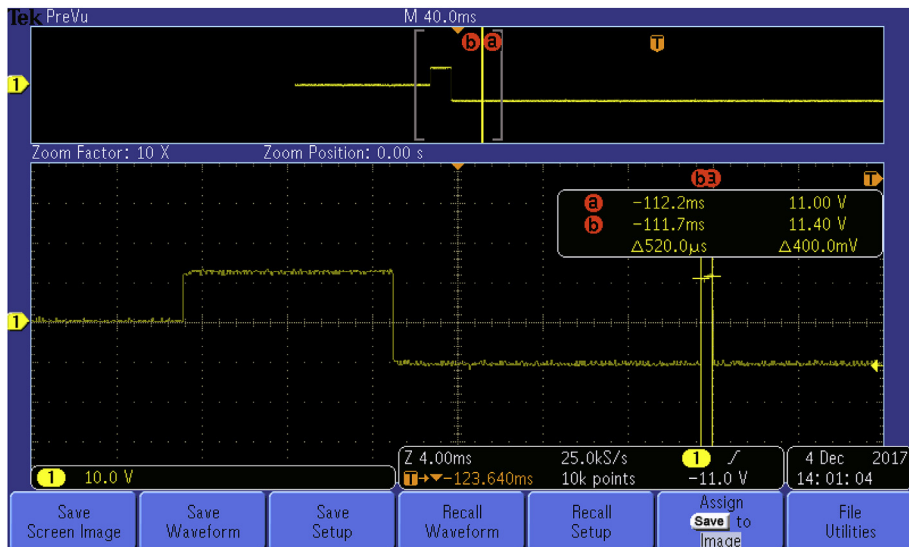 Tek PreVu M 40.0ms
b a T
1
Zoom Factor: 10 X Zoom Position: 0.00 s
b a T
a -112.2ms 11.00 V
b -111.7ms 11.40 V
Δ520.0µs Δ400.0mV
1
1 10.0 V
Z 4.00ms 25.0kS/s 1 4 Dec 2017
T→▼-123.640ms 10k points -11.0 V 14:01:04
Save Screen Image
Save Waveform
Save Setup
Recall Waveform
Recall Setup
Assign Save to Image
File Utilities